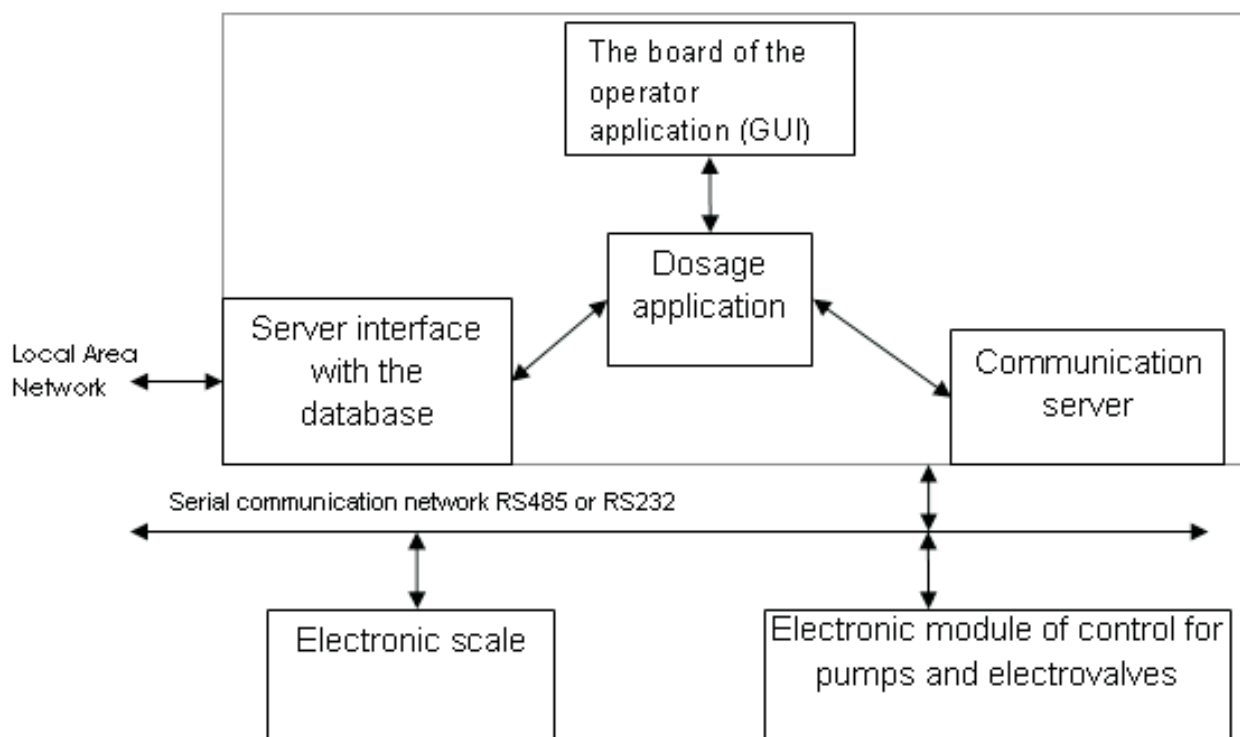 The board of the
operator
application (GUI)
Dosage
application
Server interface
with the
database
Local Area
Network
Communication
server
Serial communication network RS485 or RS232
Electronic scale
Electronic module of control for
pumps and electrovalves